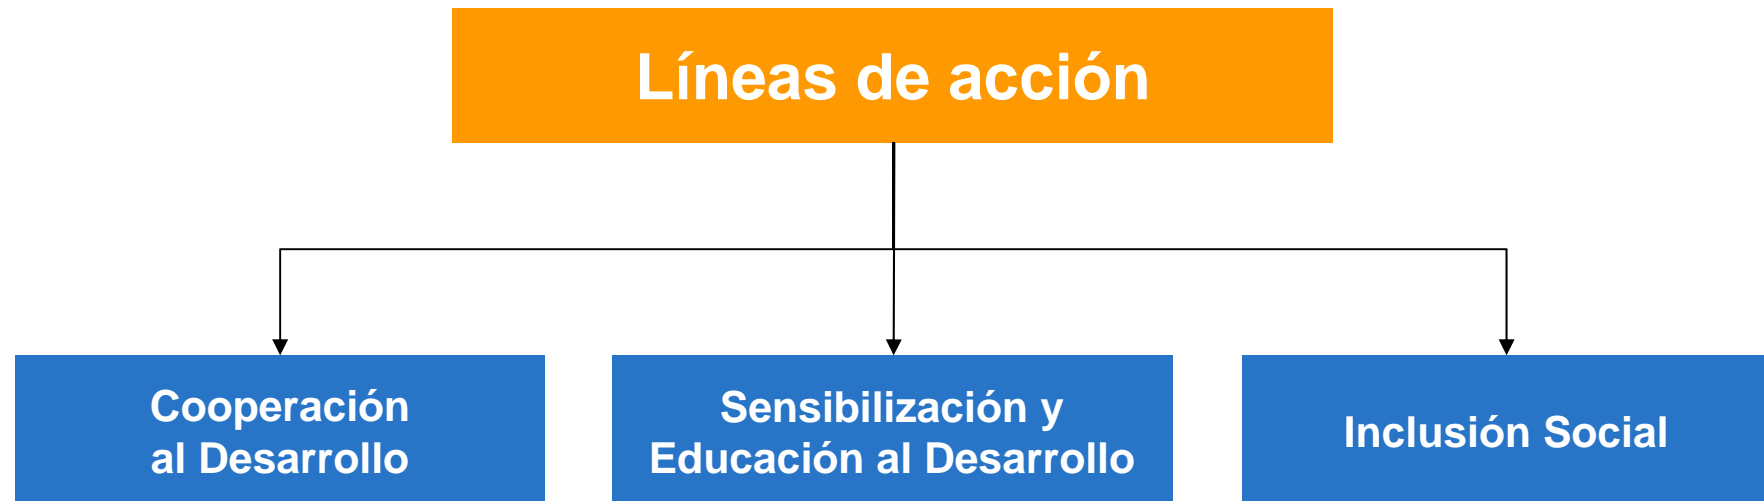 Líneas de acción
Cooperación
al Desarrollo
Sensibilización y
Educación al Desarrollo
Inclusión Social